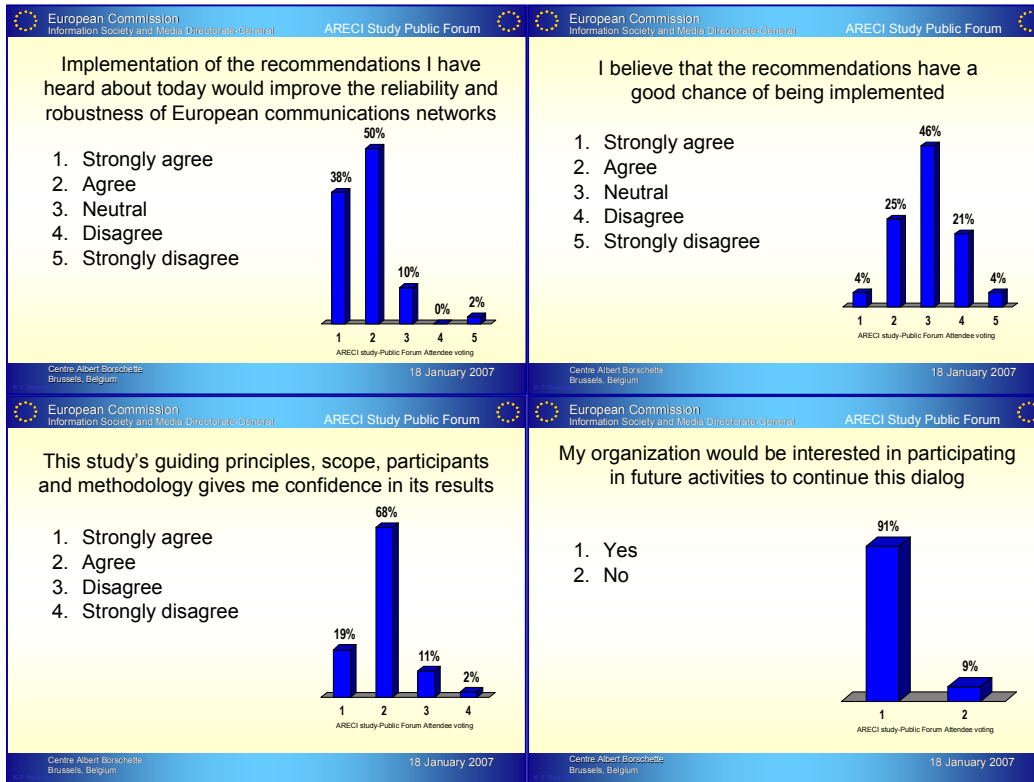 European Commission
Information Society and Media Directorate-General
ARECI Study Public Forum
Implementation of the recommendations I have
heard about today would improve the reliability and
robustness of European communications networks
1. Strongly agree
2. Agree
3. Neutral
4. Disagree
5. Strongly disagree
38%
50%
10%
0%
2%
1 2 3 4 5
ARECI study-Public Forum Attendee voting
Centre Albert Borschette
Brussels, Belgium
18 January 2007
European Commission
Information Society and Media Directorate-General
ARECI Study Public Forum
I believe that the recommendations have a
good chance of being implemented
1. Strongly agree
2. Agree
3. Neutral
4. Disagree
5. Strongly disagree
4%
25%
46%
21%
4%
1 2 3 4 5
ARECI study-Public Forum Attendee voting
Centre Albert Borschette
Brussels, Belgium
18 January 2007
European Commission
Information Society and Media Directorate-General
ARECI Study Public Forum
This study's guiding principles, scope, participants
and methodology gives me confidence in its results
1. Strongly agree
2. Agree
3. Disagree
4. Strongly disagree
19%
68%
11%
2%
1 2 3 4
ARECI study-Public Forum Attendee voting
Centre Albert Borschette
Brussels, Belgium
18 January 2007
European Commission
Information Society and Media Directorate-General
ARECI Study Public Forum
My organization would be interested in participating
in future activities to continue this dialog
1. Yes
2. No
91%
9%
1 2
ARECI study-Public Forum Attendee voting
Centre Albert Borschette
Brussels, Belgium
18 January 2007